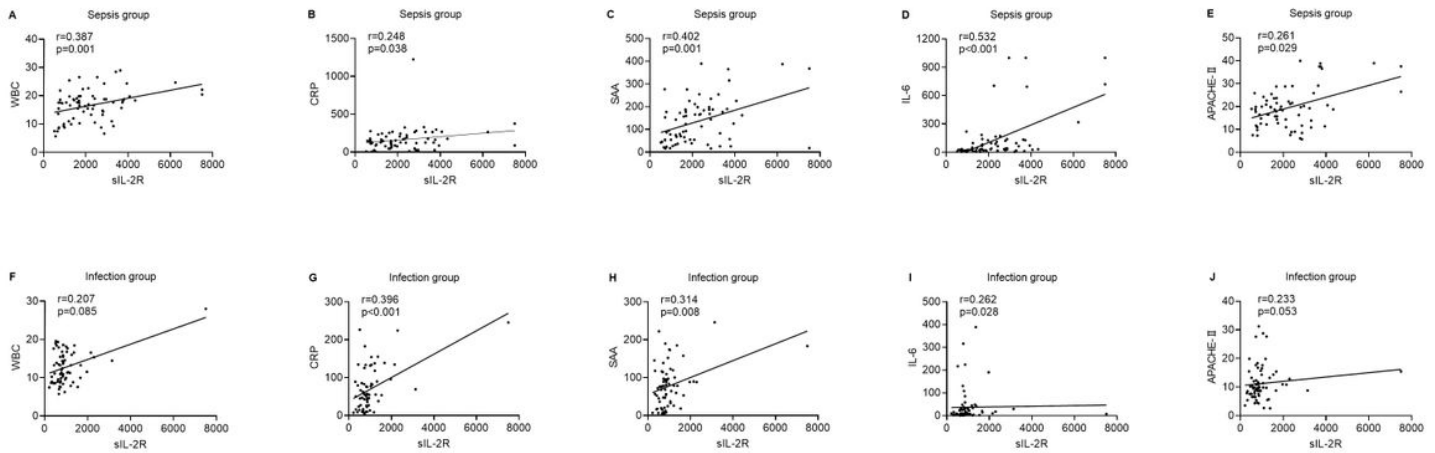 A
Sepsis group
r=0.387
p=0.001
40
30
20
10
0
WBC
0
2000
4000
6000
8000
sIL-2R
B
Sepsis group
r=0.248
p=0.038
1500
1000
500
0
CRP
0
2000
4000
6000
8000
sIL-2R
C
Sepsis group
r=0.402
p=0.001
500
400
300
200
100
0
SAA
0
2000
4000
6000
8000
sIL-2R
D
Sepsis group
r=0.532
p<0.001
1200
900
600
300
0
IL-6
0
2000
4000
6000
8000
sIL-2R
E
Sepsis group
r=0.261
p=0.029
50
40
30
20
10
0
APACHE-II
0
2000
4000
6000
8000
sIL-2R
F
Infection group
r=0.207
p=0.085
30
20
10
0
WBC
0
2000
4000
6000
8000
sIL-2R
G
Infection group
r=0.396
p<0.001
300
200
100
0
CRP
0
2000
4000
6000
8000
sIL-2R
H
Infection group
r=0.314
p=0.008
300
200
100
0
SAA
0
2000
4000
6000
8000
sIL-2R
I
Infection group
r=0.262
p=0.028
500
400
300
200
100
0
IL-6
0
2000
4000
6000
8000
sIL-2R
J
Infection group
r=0.233
p=0.053
40
30
20
10
0
APACHE-II
0
2000
4000
6000
8000
sIL-2R